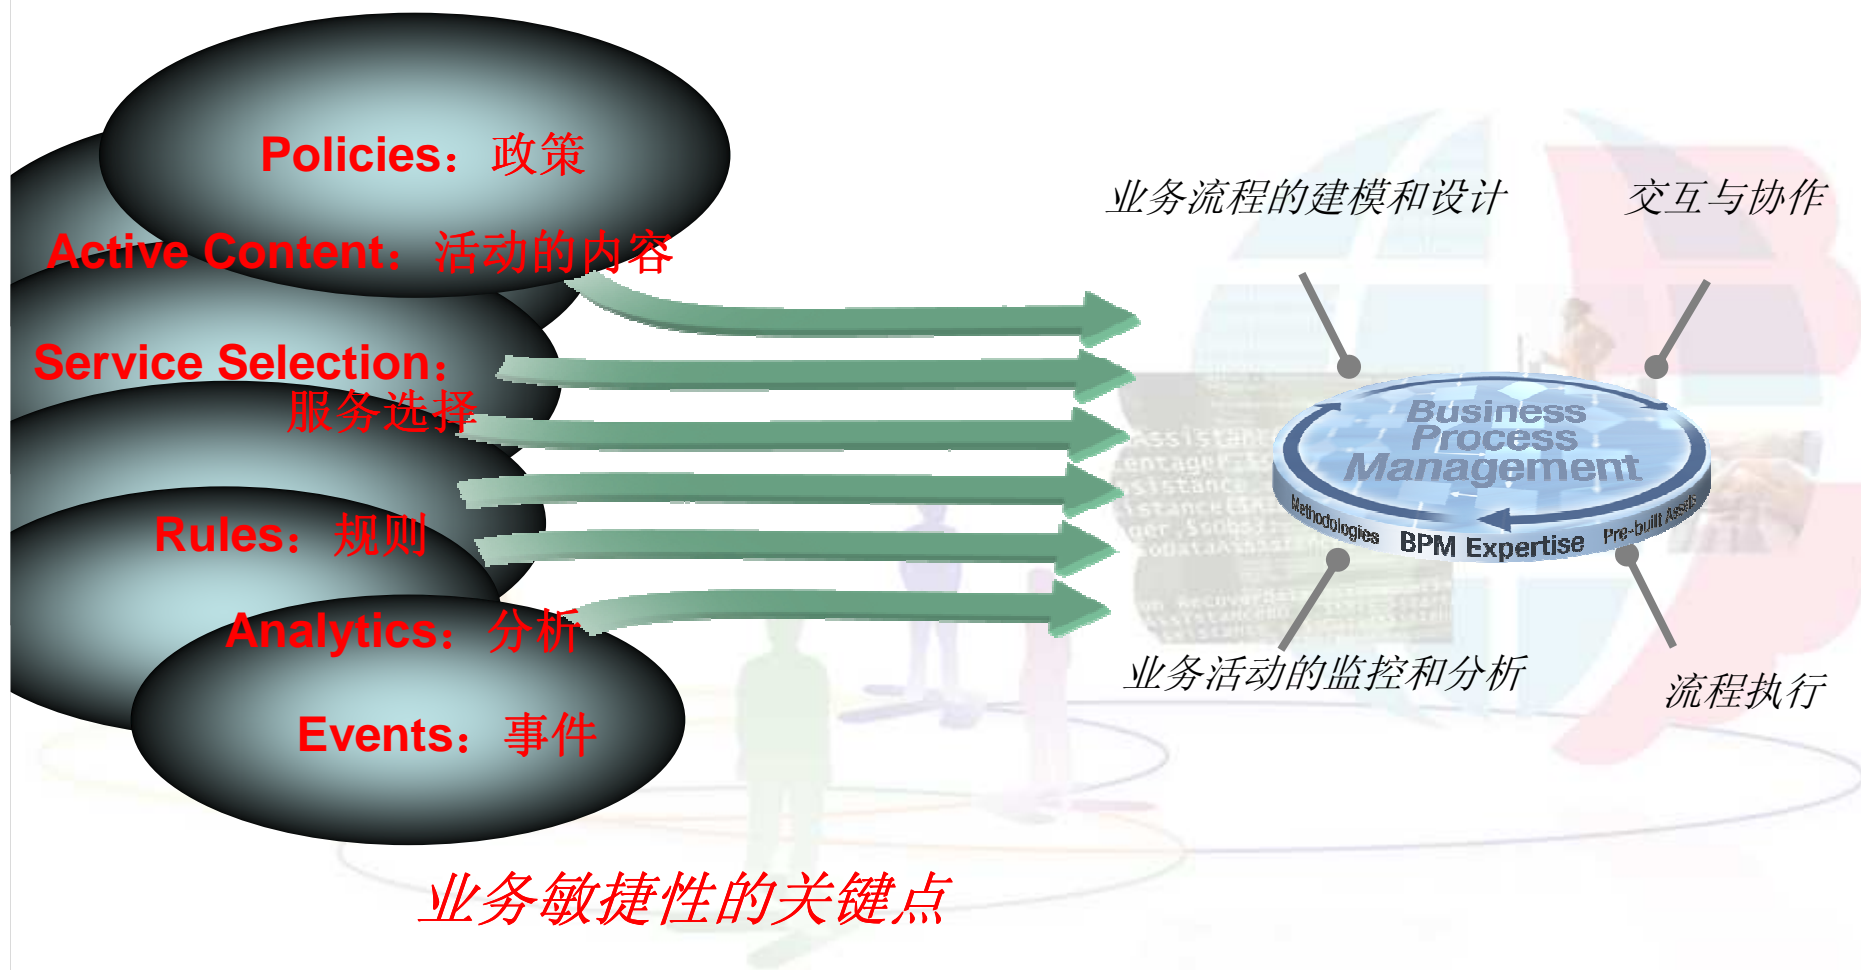 Policies：政策
Active Content：活动的内容
Service Selection：
服务选择
Rules：规则
Analytics：分析
Events：事件
业务敏捷性的关键点
业务流程的建模和设计
交互与协作
Business
Process
Management
Methodologies
BPM Expertise
Pre-built Assets
业务活动的监控和分析
流程执行